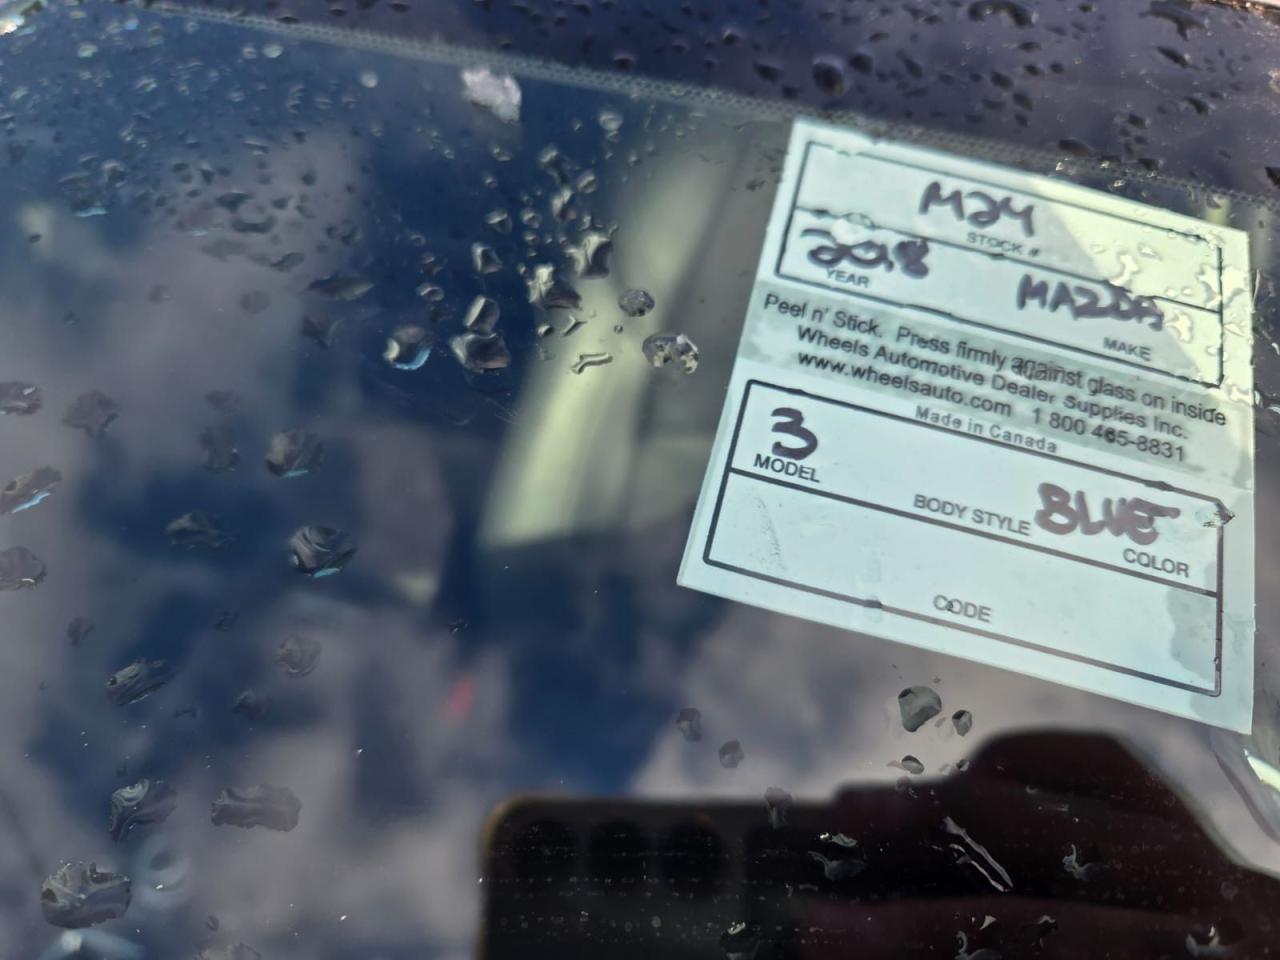 M24
STOCK #
2018 MAZDA
YEAR MAKE
Peel n' Stick. Press firmly against glass on inside
Wheels Automotive Dealer Supplies Inc.
www.wheelsauto.com 1 800 465-8831
Made in Canada
3 BLUE
MODEL BODY STYLE COLOR
CODE